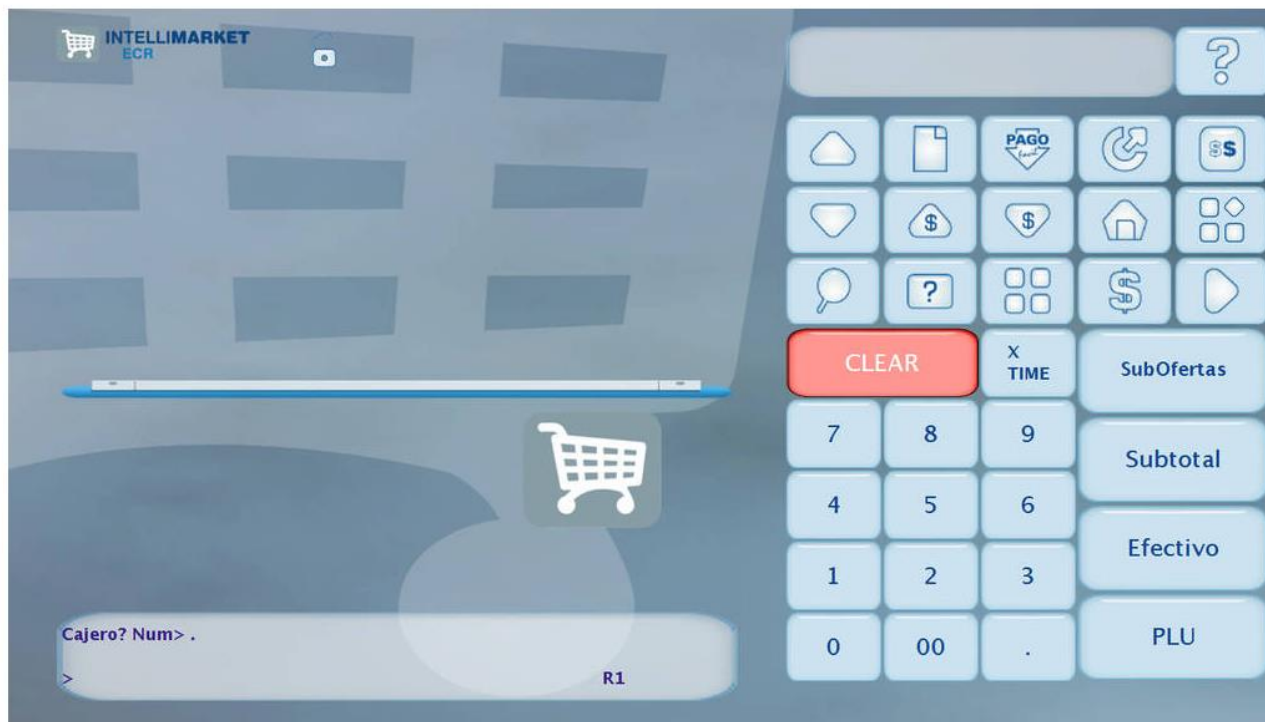 INTELLIMARKET
ECR
?
PAGO
fácil
$$
$
$
?
$
CLEAR
X
TIME
SubOfertas
7
8
9
Subtotal
4
5
6
Efectivo
1
2
3
PLU
0
00
.
Cajero? Num> .
>
R1